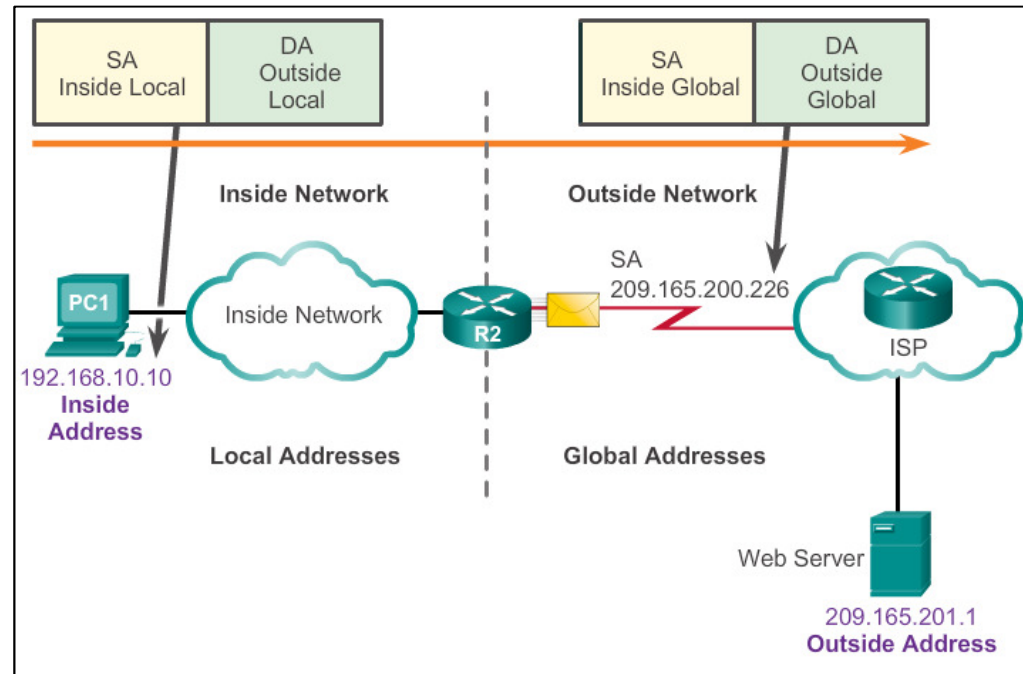 SA
Inside Local
DA
Outside
Local
SA
Inside Global
DA
Outside
Global
Inside Network
Outside Network
PC1
Inside Network
R2
SA
209.165.200.226
ISP
192.168.10.10
Inside
Address
Local Addresses
Global Addresses
Web Server
209.165.201.1
Outside Address